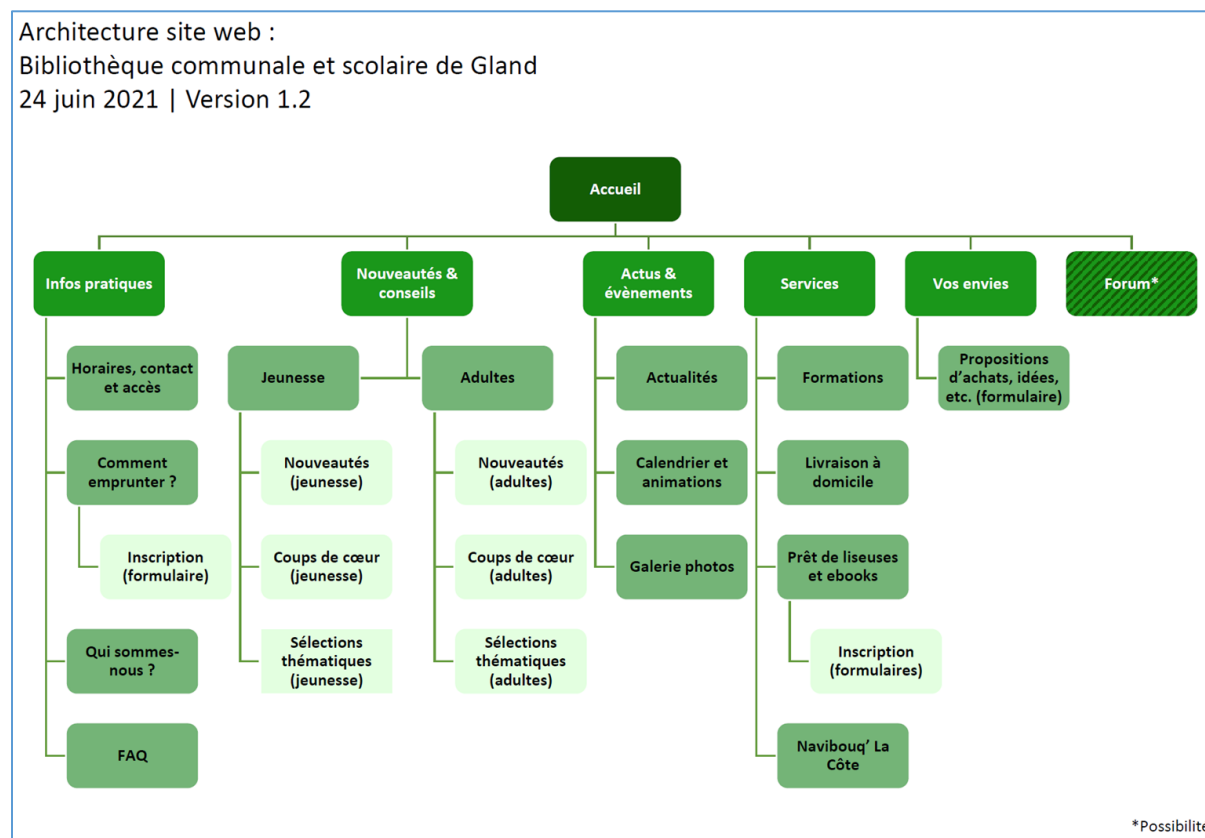 Architecture site web :
Bibliothèque communale et scolaire de Gland
24 juin 2021 | Version 1.2
Accueil
Infos pratiques
Nouveautés &
conseils
Actus &
évènements
Services
Vos envies
Forum*
Horaires, contact
et accès
Jeunesse
Adultes
Actualités
Formations
Propositions
d’achats, idées,
etc. (formulaire)
Comment
emprunter ?
Nouveautés
(jeunesse)
Nouveautés
(adultes)
Calendrier et
animations
Livraison à
domicile
Inscription
(formulaire)
Coups de cœur
(jeunesse)
Coups de cœur
(adultes)
Galerie photos
Prêt de liseuses
et ebooks
Qui sommes-
nous ?
Sélections
thématiques
(jeunesse)
Sélections
thématiques
(adultes)
Inscription
(formulaires)
FAQ
Navibouq’ La
Côte
*Possibilite